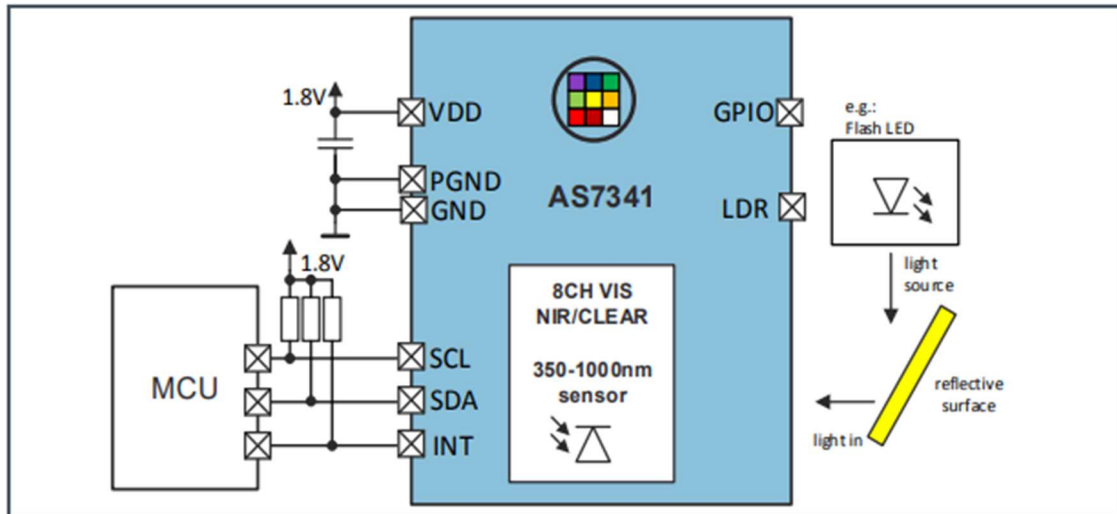 1.8V
VDD
PGND
GND
1.8V
MCU
SCL
SDA
INT
AS7341
8CH VIS
NIR/CLEAR
350-1000nm
sensor
GPIO
LDR
e.g.:
Flash LED
light
source
reflective
surface
light in